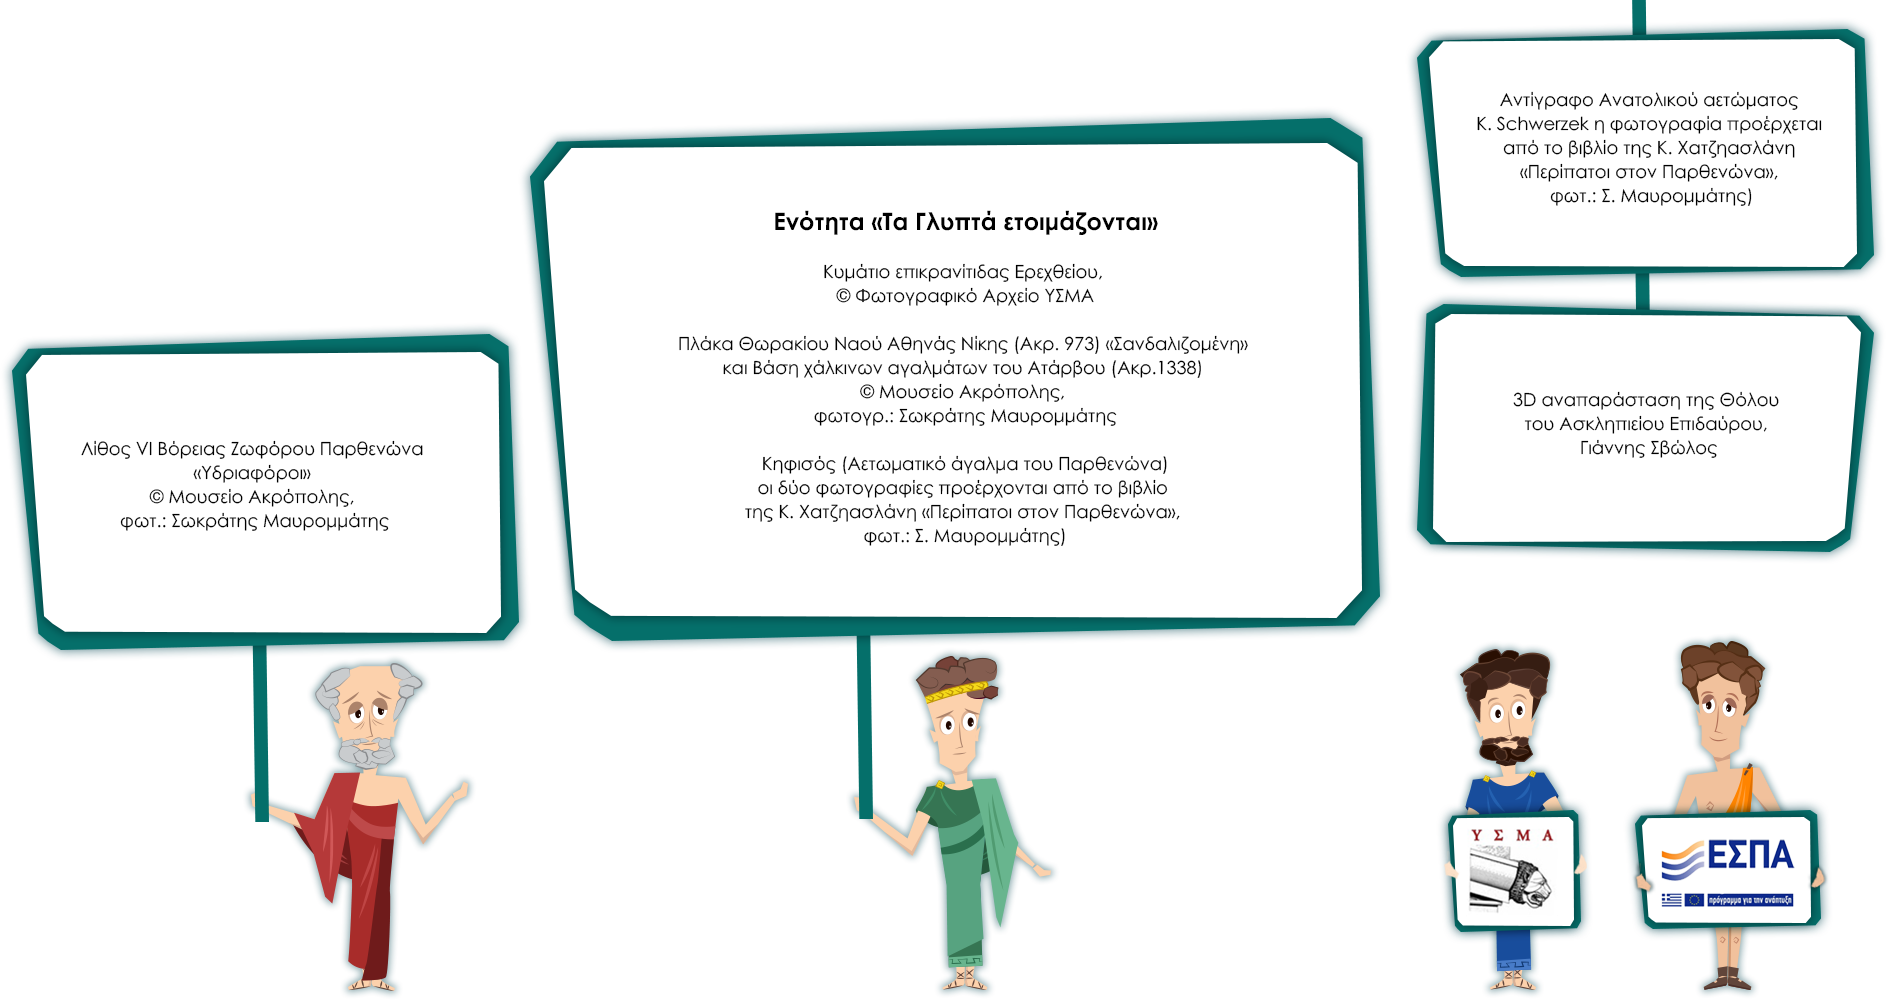 Λίθος VI Βόρειας Ζωφόρου Παρθενώνα
«Υδριαφόροι»
© Μουσείο Ακρόπολης,
φωτ.: Σωκράτης Μαυρομμάτης
Ενότητα «Τα Γλυπτά ετοιμάζονται»
Κυμάτιο επικρανίτιδας Ερεχθείου,
© Φωτογραφικό Αρχείο ΥΣΜΑ
Πλάκα Θωρακίου Ναού Αθηνάς Νίκης (Ακρ. 973) «Σανδαλιζομένη»
και Βάση χάλκινων αγαλμάτων του Ατάρβου (Ακρ.1338)
© Μουσείο Ακρόπολης,
φωτογρ.: Σωκράτης Μαυρομμάτης
Κηφισός (Αετωματικό άγαλμα του Παρθενώνα)
οι δύο φωτογραφίες προέρχονται από το βιβλίο
της Κ. Χατζηασλάνη «Περίπατοι στον Παρθενώνα»,
φωτ.: Σ. Μαυρομμάτης)
Αντίγραφο Ανατολικού αετώματος
K. Schwerzek η φωτογραφία προέρχεται
από το βιβλίο της Κ. Χατζηασλάνη
«Περίπατοι στον Παρθενώνα»,
φωτ.: Σ. Μαυρομμάτης)
3D αναπαράσταση της Θόλου
του Ασκληπιείου Επιδαύρου,
Γιάννης Σβώλος
Υ Σ Μ Α
ΕΣΠΑ
πρόγραμμα για την ανάπτυξη